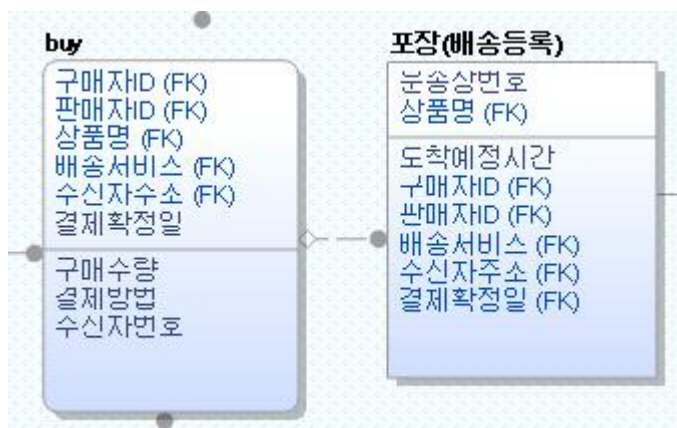 buy
구매자ID (FK)
판매자ID (FK)
상품명 (FK)
배송서비스 (FK)
수신자주소 (FK)
결제확정일
구매수량
결제방법
수신자번호
포장(배송등록)
운송장번호
상품명 (FK)
도착예정시간
구매자ID (FK)
판매자ID (FK)
배송서비스 (FK)
수신자주소 (FK)
결제확정일 (FK)